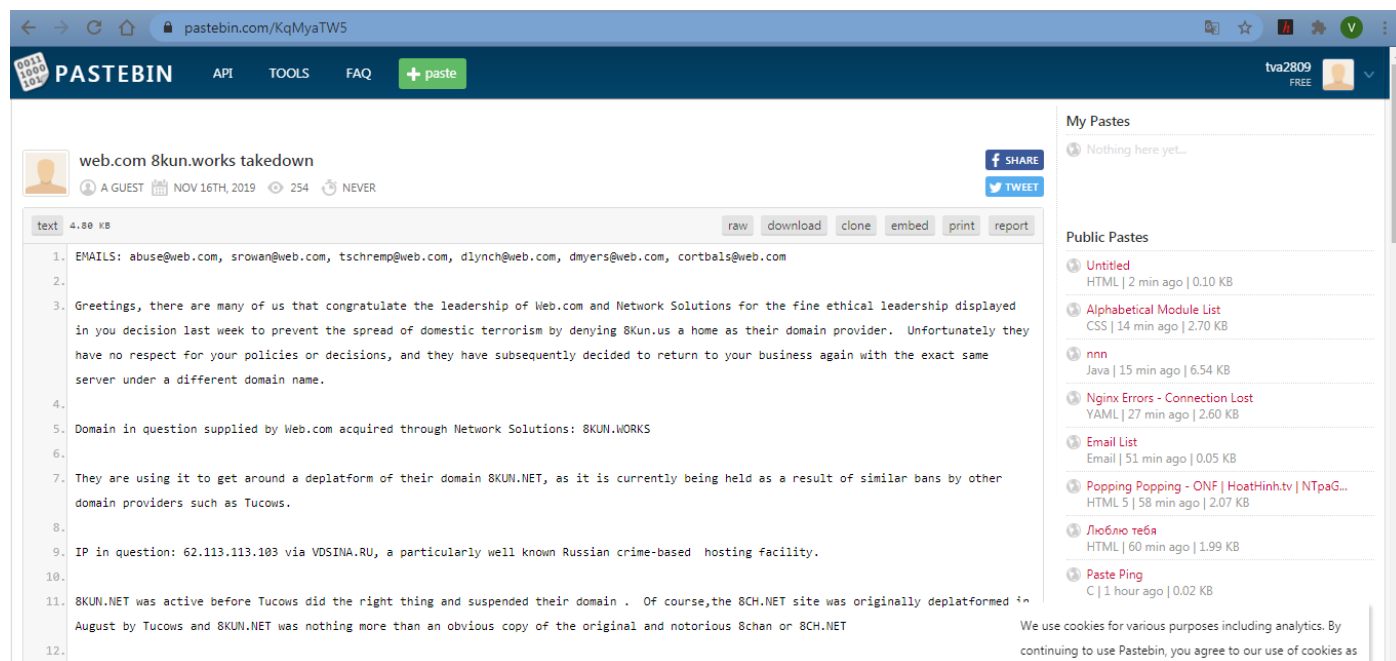 pastebin.com/KqMyaTW5
V
0011
1000
101
PASTEBIN
API
TOOLS
FAQ
+ paste
tva2809
FREE
web.com 8kun.works takedown
A GUEST NOV 16TH, 2019 254 NEVER
SHARE
TWEET
text 4.80 KB
raw download clone embed print report
1. EMAILS: abuse@web.com, srowan@web.com, tschremp@web.com, dlynch@web.com, dmyers@web.com, cortbals@web.com
2.
3. Greetings, there are many of us that congratulate the leadership of Web.com and Network Solutions for the fine ethical leadership displayed
in you decision last week to prevent the spread of domestic terrorism by denying 8Kun.us a home as their domain provider. Unfortunately they
have no respect for your policies or decisions, and they have subsequently decided to return to your business again with the exact same
server under a different domain name.
4.
5. Domain in question supplied by Web.com acquired through Network Solutions: 8KUN.WORKS
6.
7. They are using it to get around a deplatform of their domain 8KUN.NET, as it is currently being held as a result of similar bans by other
domain providers such as Tucows.
8.
9. IP in question: 62.113.113.103 via VDSINA.RU, a particularly well known Russian crime-based hosting facility.
10.
11. 8KUN.NET was active before Tucows did the right thing and suspended their domain . Of course,the 8CH.NET site was originally deplatformed in
August by Tucows and 8KUN.NET was nothing more than an obvious copy of the original and notorious 8chan or 8CH.NET
12.
My Pastes
Nothing here yet...
Public Pastes
Untitled
HTML | 2 min ago | 0.10 KB
Alphabetical Module List
CSS | 14 min ago | 2.70 KB
nnn
Java | 15 min ago | 6.54 KB
Nginx Errors - Connection Lost
YAML | 27 min ago | 2.60 KB
Email List
Email | 51 min ago | 0.05 KB
Popping Popping - ONF | HoatHinh.tv | NTpaG...
HTML 5 | 58 min ago | 2.07 KB
Люблю тебя
HTML | 60 min ago | 1.99 KB
Paste Ping
C | 1 hour ago | 0.02 KB
We use cookies for various purposes including analytics. By
continuing to use Pastebin, you agree to our use of cookies as